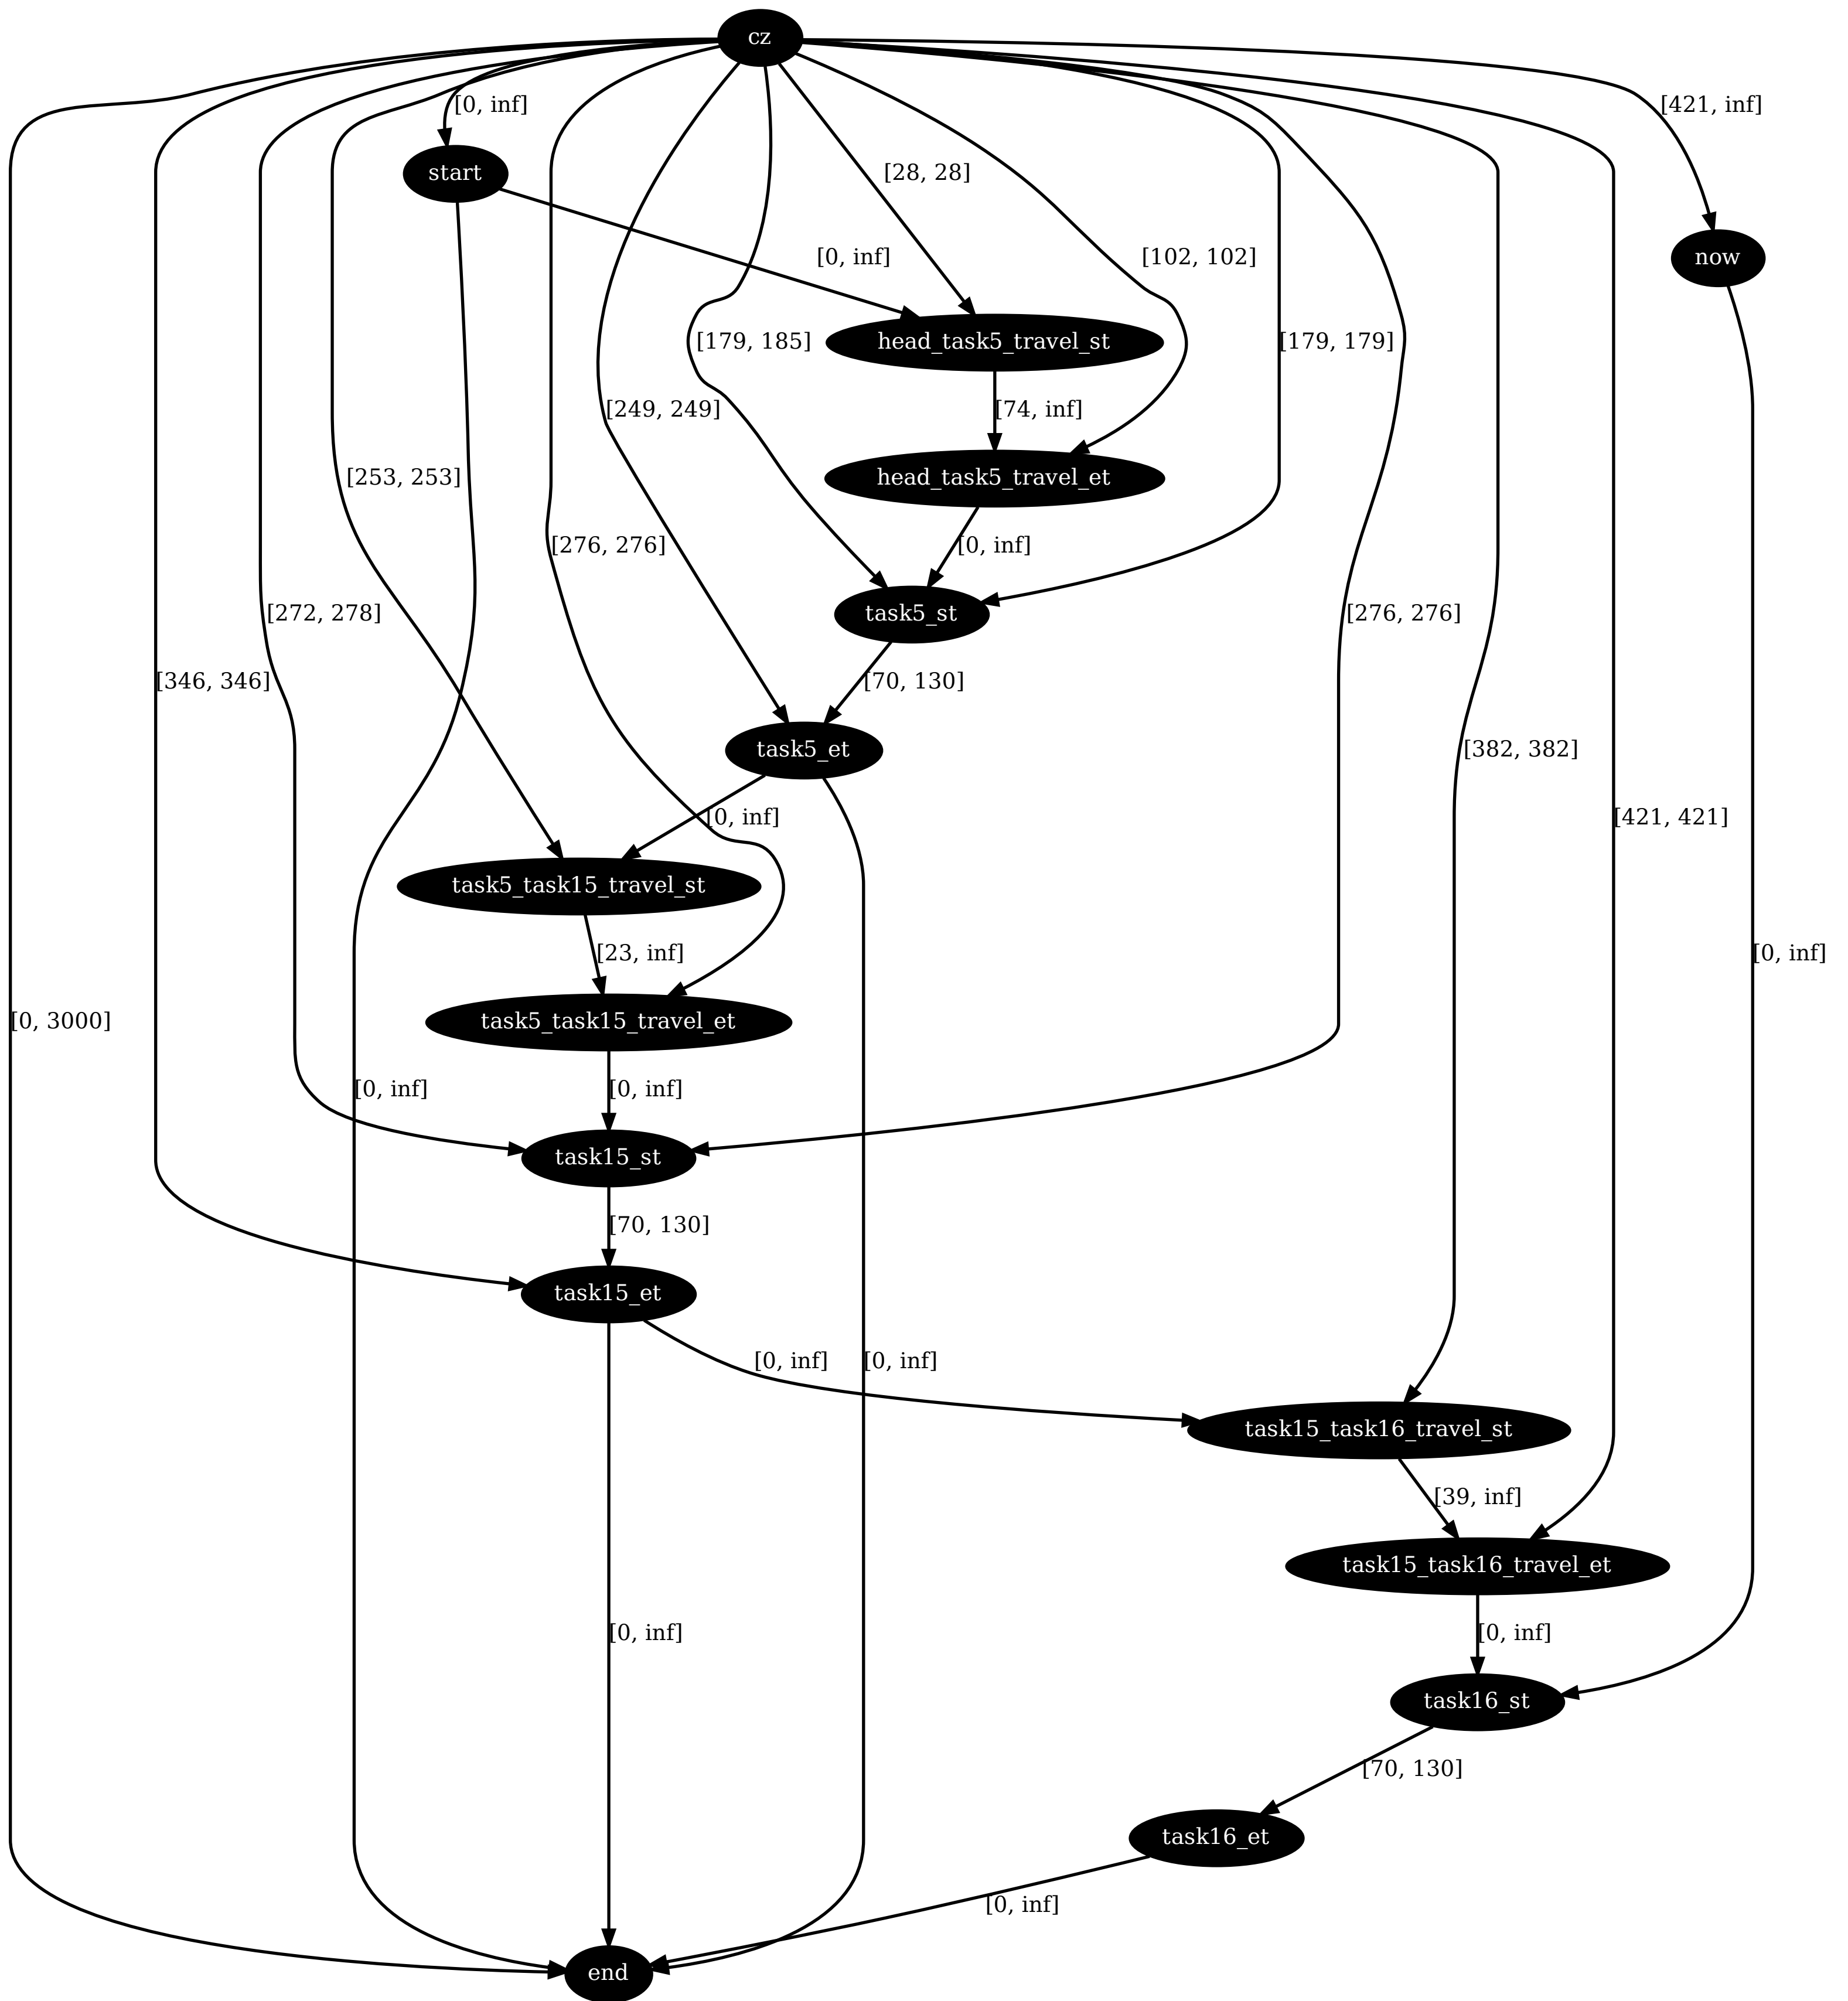 cz
[0, inf]
[421, inf]
start
[28, 28]
now
[0, inf]
[102, 102]
head_task5_travel_st
[179, 185]
[179, 179]
[249, 249]
[74, inf]
head_task5_travel_et
[253, 253]
[276, 276]
[0, inf]
task5_st
[272, 278]
[276, 276]
[346, 346]
[70, 130]
task5_et
[382, 382]
[0, inf]
[421, 421]
task5_task15_travel_st
[23, inf]
[0, inf]
task5_task15_travel_et
[0, 3000]
[0, inf]
[0, inf]
task15_st
[70, 130]
task15_et
[0, inf]
[0, inf]
task15_task16_travel_st
[39, inf]
task15_task16_travel_et
[0, inf]
[0, inf]
task16_st
[70, 130]
task16_et
[0, inf]
end